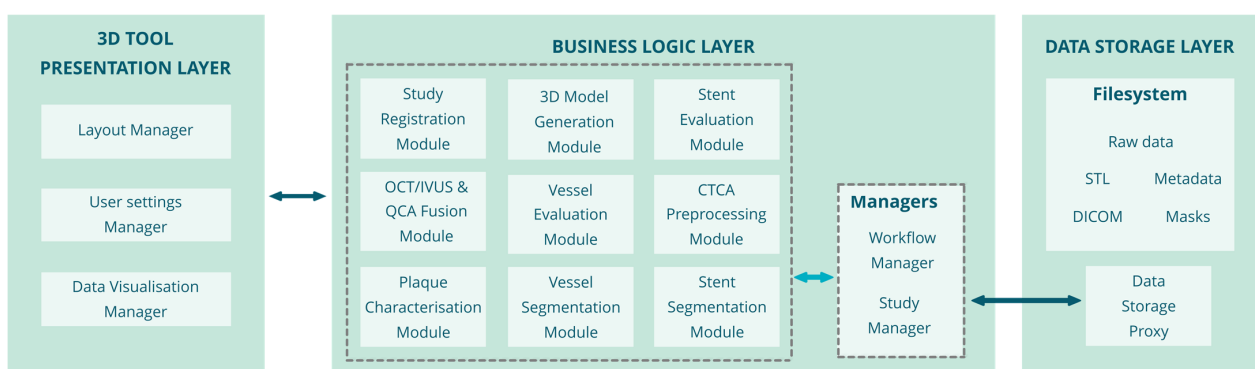 3D TOOL
PRESENTATION LAYER
Layout Manager
User settings
Manager
Data Visualisation
Manager
BUSINESS LOGIC LAYER
Study
Registration
Module
3D Model
Generation
Module
Stent
Evaluation
Module
OCT/IVUS &
QCA Fusion
Module
Vessel
Evaluation
Module
CTCA
Preprocessing
Module
Plaque
Characterisation
Module
Vessel
Segmentation
Module
Stent
Segmentation
Module
Managers
Workflow
Manager
Study
Manager
DATA STORAGE LAYER
Filesystem
Raw data
STL Metadata
DICOM Masks
Data
Storage
Proxy